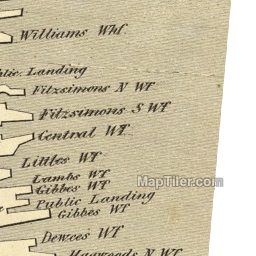 Williams Whf
blic Landing
Fitzsimons N Wf
Fitzsimons S Wf
Central Wf
Littles Wf
Lambs Wf
Gibbes Wf
Public Landing
Gibbes Wf
Dewees Wf
Magwoods N Wf
MapTiler.com